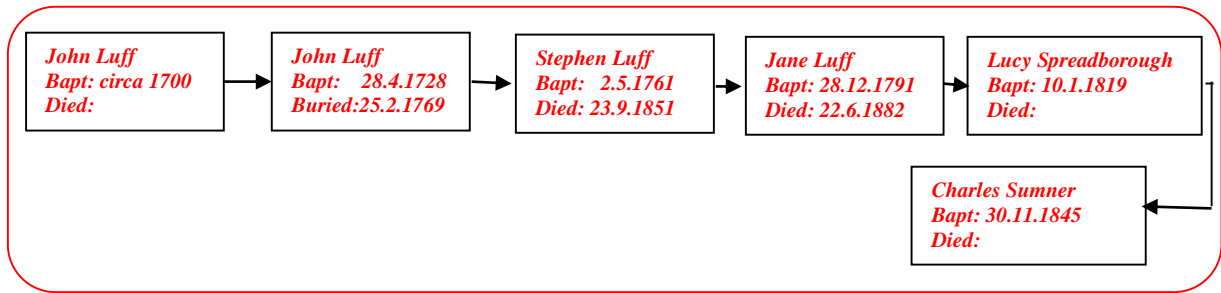 John Luff
Bapt: circa 1700
Died:
John Luff
Bapt: 28.4.1728
Buried:25.2.1769
Stephen Luff
Bapt: 2.5.1761
Died: 23.9.1851
Jane Luff
Bapt: 28.12.1791
Died: 22.6.1882
Lucy Spreadborough
Bapt: 10.1.1819
Died:
Charles Sumner
Bapt: 30.11.1845
Died: